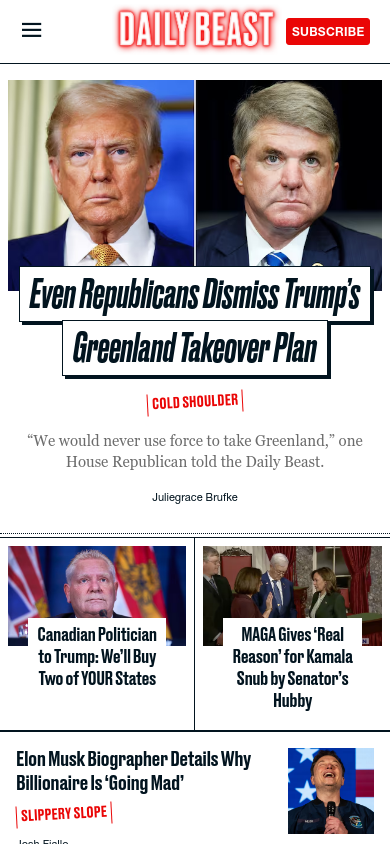 DAILY BEAST
SUBSCRIBE
Even Republicans Dismiss Trump’s
Greenland Takeover Plan
COLD SHOULDER
“We would never use force to take Greenland,” one
House Republican told the Daily Beast.
Juliegrace Brufke
Canadian Politician
to Trump: We’ll Buy
Two of YOUR States
MAGA Gives ‘Real
Reason’ for Kamala
Snub by Senator’s
Hubby
Elon Musk Biographer Details Why
Billionaire Is ‘Going Mad’
SLIPPERY SLOPE
Josh Fiallo